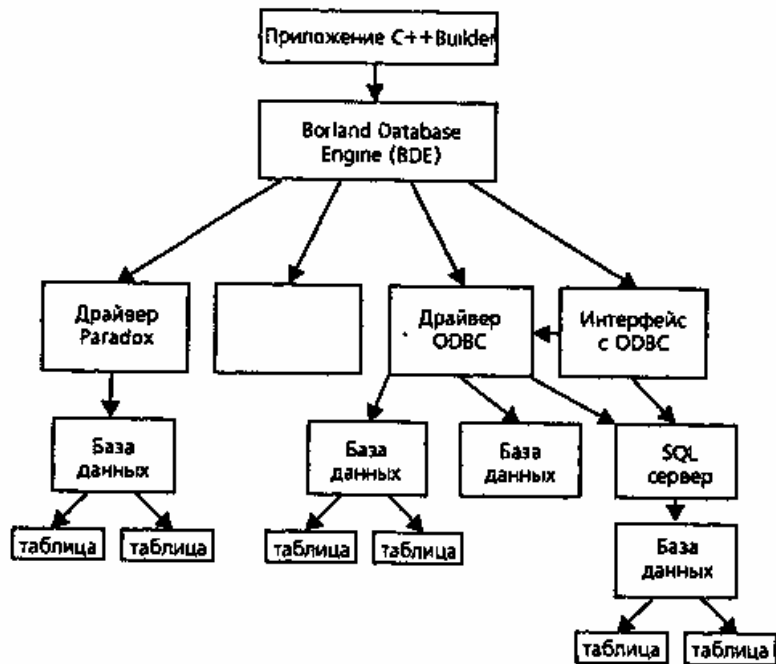 Приложение C++Builder
Borland Database
Engine (BDE)
Драйвер
Paradox
Драйвер
ODBC
Интерфейс
с ODBC
База
данных
База
данных
База
данных
SQL
сервер
таблица
таблица
таблица
таблица
База
данных
таблица
таблица